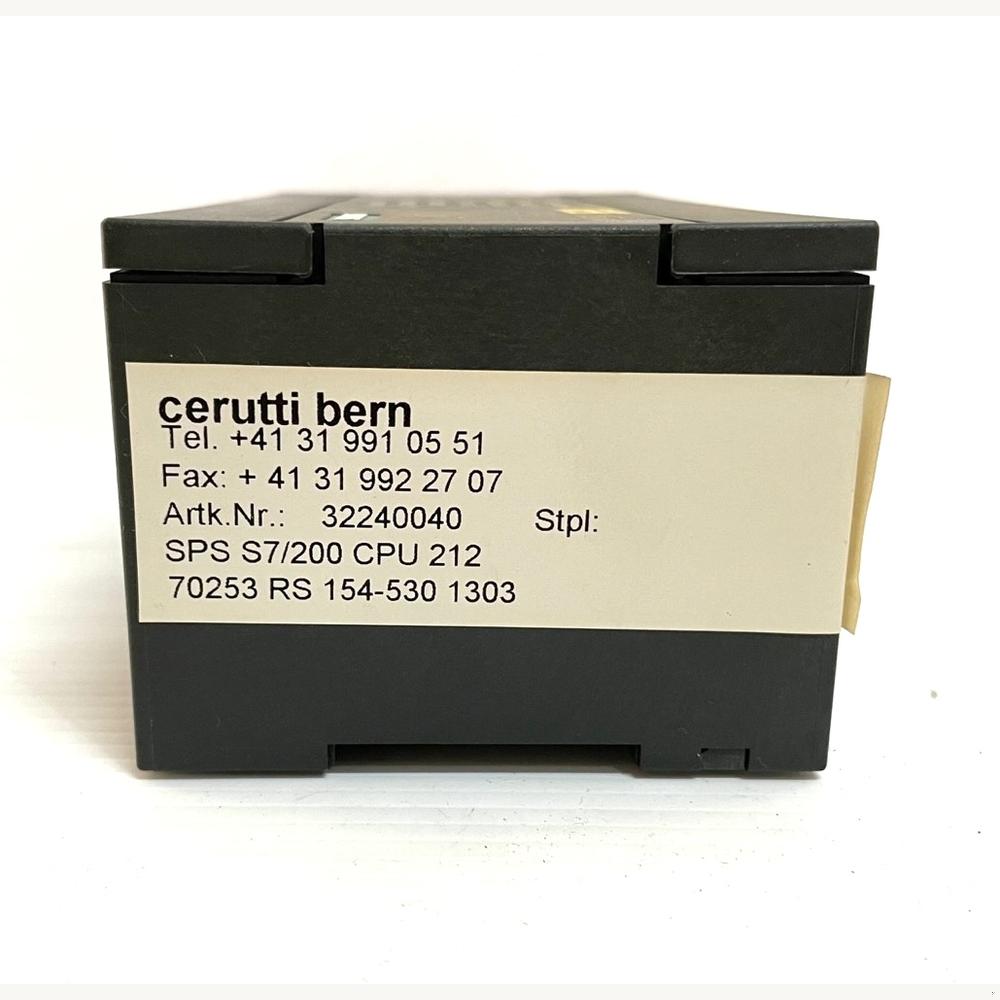 cerutti bern
Tel. +41 31 991 05 51
Fax: + 41 31 992 27 07
Artk.Nr.: 32240040 Stpl:
SPS S7/200 CPU 212
70253 RS 154-530 1303